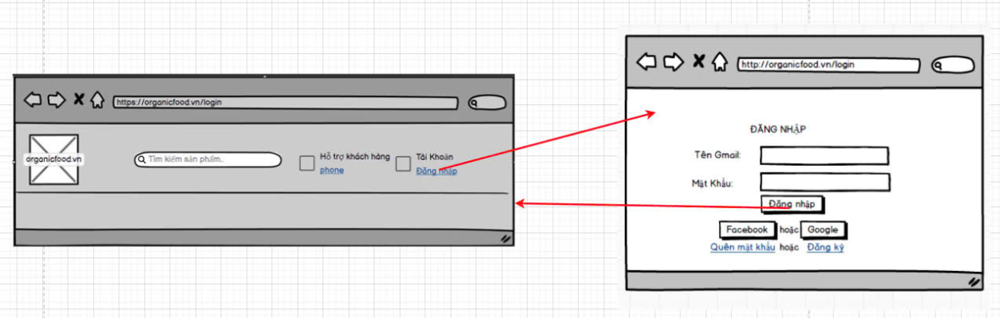 https://organicfood.vn/login
organicfood.vn
Tìm kiếm sản phẩm..
Hỗ trợ khách hàng
phone
Tài Khoản
Đăng nhập
http://organicfood.vn/login
ĐĂNG NHẬP
Tên Gmail:
Mật Khẩu:
Đăng nhập
Facebook hoặc Google
Quên mật khẩu hoặc Đăng ký